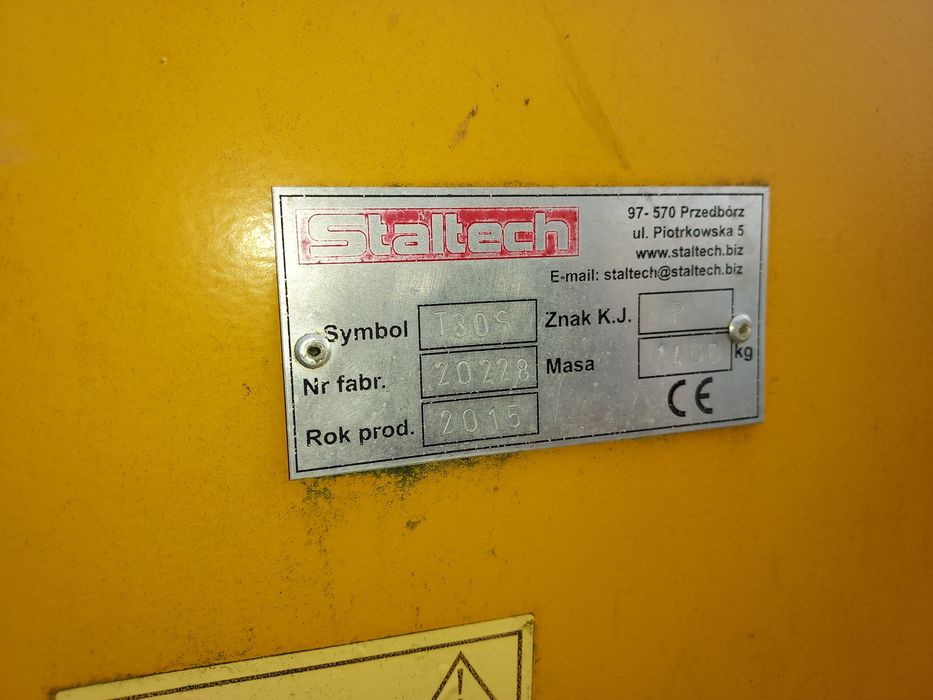 Staltech
97- 570 Przedbórz
ul. Piotrkowska 5
www.staltech.biz
E-mail: staltech@staltech.biz
Symbol T30S Znak K.J. P
Nr fabr. 20228 Masa 1400 kg
Rok prod. 2015 CE